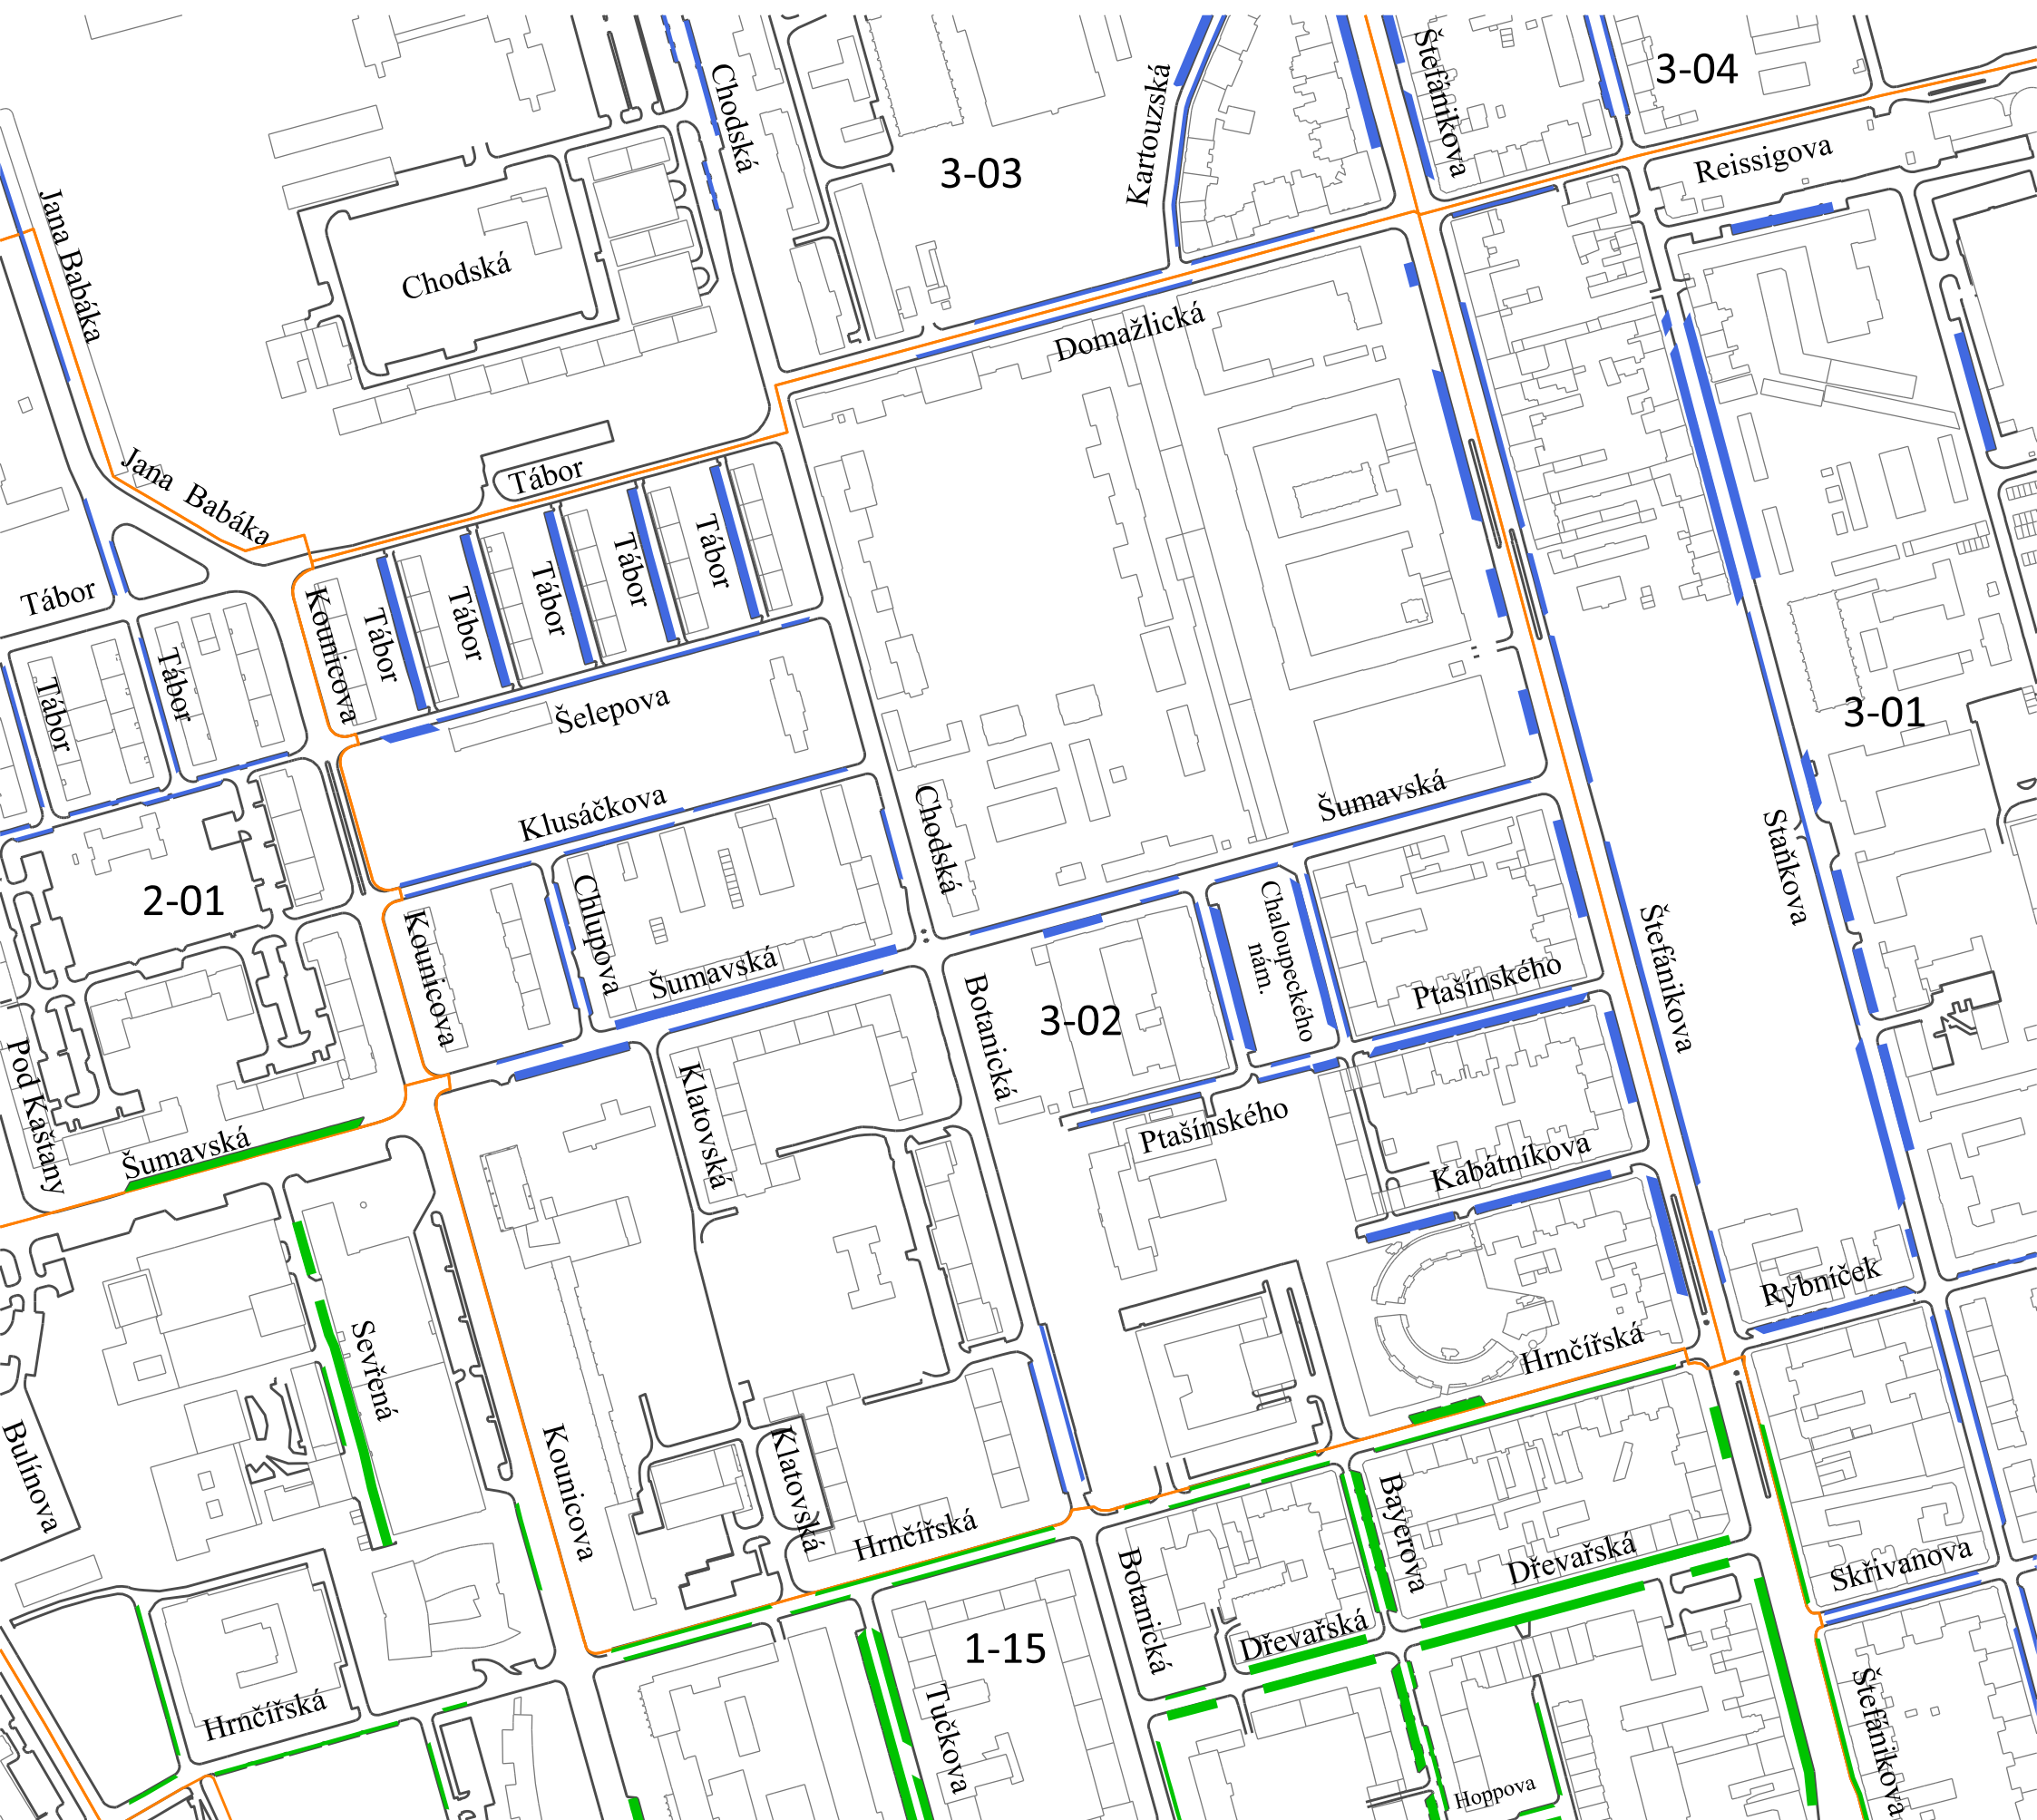 Štefánikova
3-04
Chodská
Kartouzská
Reissigova
3-03
Jana Babáka
Chodská
Domažlická
Jana Babáka
Tábor
Tábor
Tábor
Tábor
Tábor
Tábor
Tábor
Kounicova
Tábor
Tábor
Šelepova
3-01
Klusáčkova
Šumavská
Chodská
Staňkova
2-01
Chlupova
Chaloupeckého
nám.
Kounicova
Šumavská
Štefánikova
Ptašínského
Botanická
3-02
Pod Kaštany
Klatovská
Ptašínského
Šumavská
Kabátníkova
Rybníček
Sevřená
Hrnčířská
Bulínova
Kounicova
Klatovská
Hrnčířská
Bayerova
Dřevařská
Skřivanova
Botanická
Dřevařská
1-15
Hrnčířská
Tučkova
Štefánikova
Hoppova